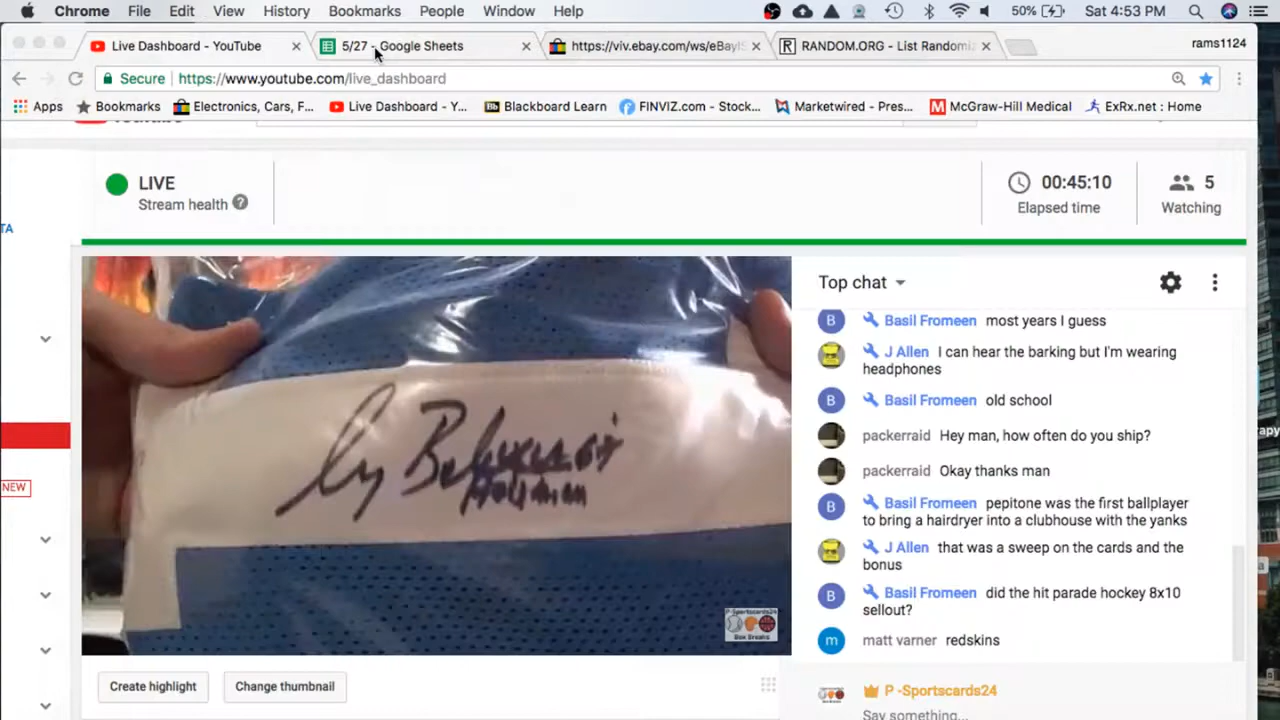 Chrome File Edit View History Bookmarks People Window Help 50% Sat 4:53 PM
Live Dashboard - YouTube
5/27 - Google Sheets
https://viv.ebay.com/ws/eBayIS
RANDOM.ORG - List Randomi
rams1124
Secure https://www.youtube.com/live_dashboard
Apps Bookmarks Electronics, Cars, F... Live Dashboard - Y... Blackboard Learn FINVIZ.com - Stock... Marketwired - Pres... McGraw-Hill Medical ExRx.net : Home
LIVE
Stream health ?
00:45:10
Elapsed time
5
Watching
TA
NEW
Top chat
B Basil Fromeen most years I guess
J Allen I can hear the barking but I'm wearing
headphones
B Basil Fromeen old school
packerraid Hey man, how often do you ship?
packerraid Okay thanks man
B Basil Fromeen pepitone was the first ballplayer
to bring a hairdryer into a clubhouse with the yanks
J Allen that was a sweep on the cards and the
bonus
B Basil Fromeen did the hit parade hockey 8x10
sellout?
m matt varner redskins
P-Sportscards24
Box Breaks
Create highlight
Change thumbnail
P -Sportscards24
Say something...